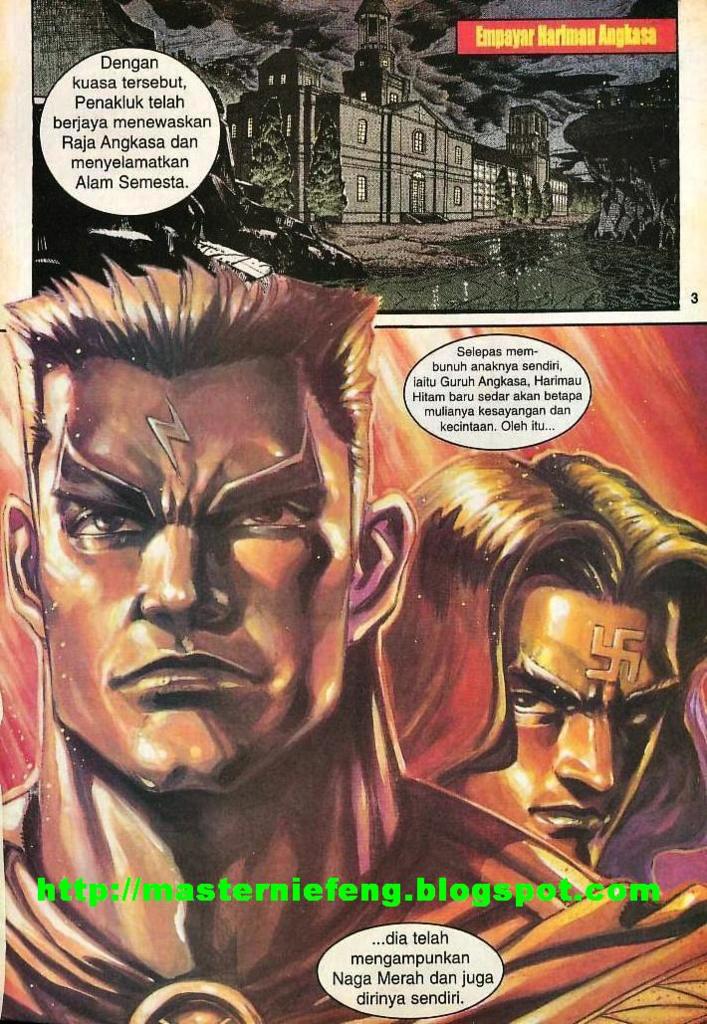 Empayar Harimau Angkasa
Dengan
kuasa tersebut,
Penakluk telah
berjaya menewaskan
Raja Angkasa dan
menyelamatkan
Alam Semesta.
3
Selepas mem-
bunuh anaknya sendiri,
iaitu Guruh Angkasa, Harimau
Hitam baru sedar akan betapa
mulianya kesayangan dan
kecintaan. Oleh itu...
http://masterniefeng.blogspot.com
...dia telah
mengampunkan
Naga Merah dan juga
dirinya sendiri.